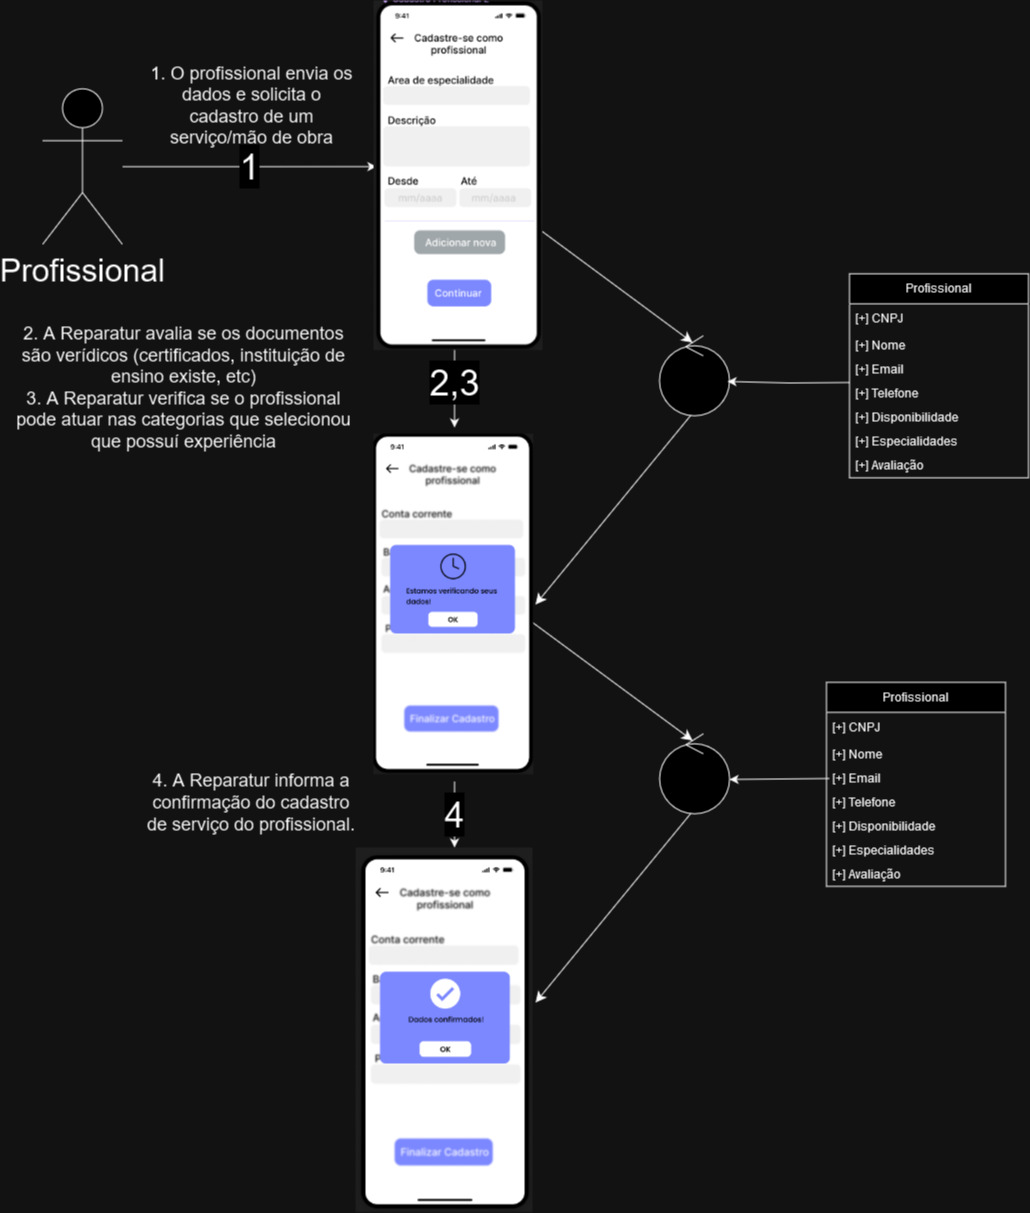 9:41
Cadastre-se como
profissional
Area de especialidade
Descrição
Desde Até
mm/aaaa mm/aaaa
Adicionar nova
Continuar
1. O profissional envia os
dados e solicita o
cadastro de um
serviço/mão de obra
1
Profissional
2. A Reparatur avalia se os documentos
são verídicos (certificados, instituição de
ensino existe, etc)
3. A Reparatur verifica se o profissional
pode atuar nas categorias que selecionou
que possuí experiência
2,3
Profissional
[+] CNPJ
[+] Nome
[+] Email
[+] Telefone
[+] Disponibilidade
[+] Especialidades
[+] Avaliação
9:41
Cadastre-se como
profissional
Conta corrente
B
Estamos verificando seus
dados!
A
OK
P
Finalizar Cadastro
Profissional
[+] CNPJ
[+] Nome
[+] Email
[+] Telefone
[+] Disponibilidade
[+] Especialidades
[+] Avaliação
4. A Reparatur informa a
confirmação do cadastro
de serviço do profissional.
4
9:41
Cadastre-se como
profissional
Conta corrente
B
Dados confirmados!
A
OK
P
Finalizar Cadastro